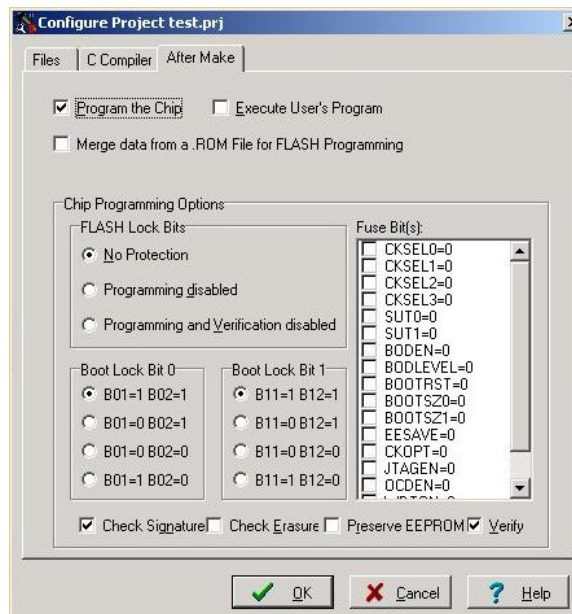 Configure Project test.prj
Files C Compiler After Make
Program the Chip Execute User's Program
Merge data from a .ROM File for FLASH Programming
Chip Programming Options
FLASH Lock Bits
No Protection
Programming disabled
Programming and Verification disabled
Fuse Bit(s):
CKSEL0=0
CKSEL1=0
CKSEL2=0
CKSEL3=0
SUT0=0
SUT1=0
BODEN=0
BODLEVEL=0
BOOTRST=0
BOOTSZ0=0
BOOTSZ1=0
EESAVE=0
CKOPT=0
JTAGEN=0
OCDEN=0
Boot Lock Bit 0
B01=1 B02=1
B01=0 B02=1
B01=0 B02=0
B01=1 B02=0
Boot Lock Bit 1
B11=1 B12=1
B11=0 B12=1
B11=0 B12=0
B11=1 B12=0
Check Signature Check Erasure Preserve EEPROM Verify
OK Cancel ? Help